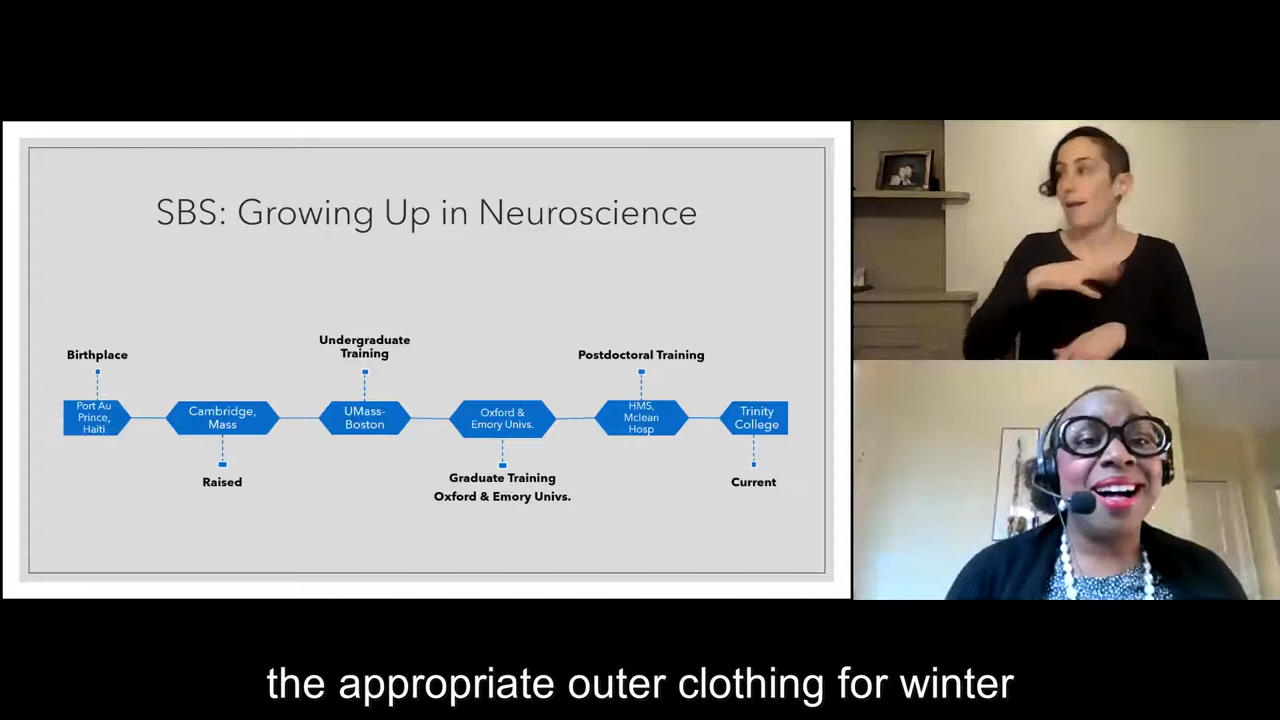 SBS: Growing Up in Neuroscience
Undergraduate
Training
Birthplace
Postdoctoral Training
Port Au
Prince,
Haiti
Cambridge,
Mass
UMass-
Boston
Oxford &
Emory Univs.
HMS,
Mclean
Hosp
Trinity
College
Raised
Graduate Training
Oxford & Emory Univs.
Current
the appropriate outer clothing for winter